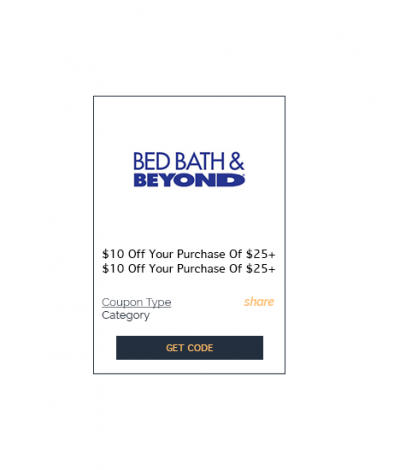 BED BATH &
BEYOND
$10 Off Your Purchase Of $25+
$10 Off Your Purchase Of $25+
Coupon Type
share
Category
GET CODE